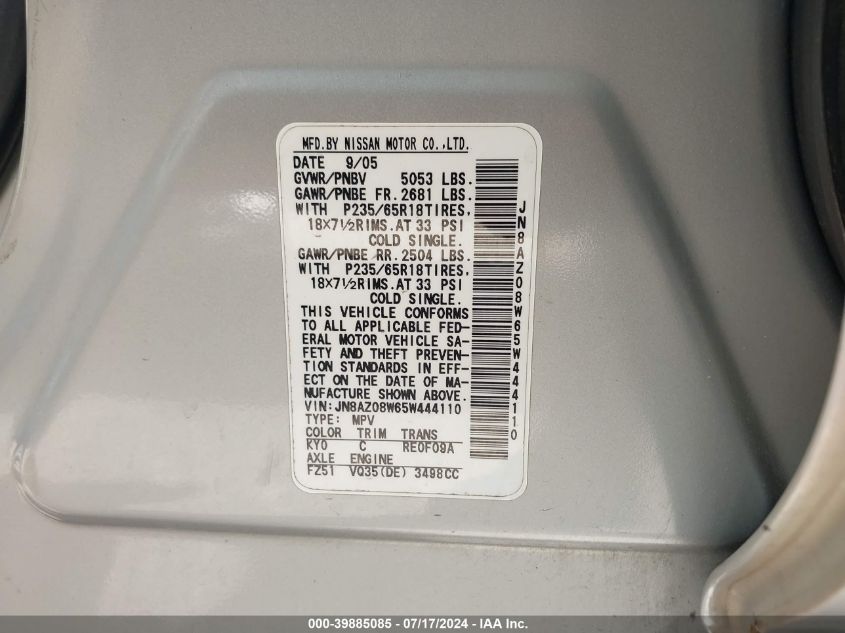 MFD.BY NISSAN MOTOR CO.,LTD.
DATE 9/05
GVWR/PNBV 5053 LBS.
GAWR/PNBE FR. 2681 LBS.
WITH P235/65R18TIRES,
18×7½RIMS.AT 33 PSI
COLD SINGLE.
GAWR/PNBE RR. 2504 LBS.
WITH P235/65R18TIRES,
18×7½RIMS.AT 33 PSI
COLD SINGLE.
THIS VEHICLE CONFORMS
TO ALL APPLICABLE FED-
ERAL MOTOR VEHICLE SA-
FETY AND THEFT PREVEN-
TION STANDARDS IN EFF-
ECT ON THE DATE OF MA-
NUFACTURE SHOWN ABOVE.
VIN: JN8AZ08W65W444110
TYPE: MPV
COLOR TRIM TRANS
KY0 C RE0F09A
AXLE ENGINE
FZ51 VQ35(DE) 3498CC
JN8AZ08W65W444110
000-39885085 - 07/17/2024 - IAA Inc.